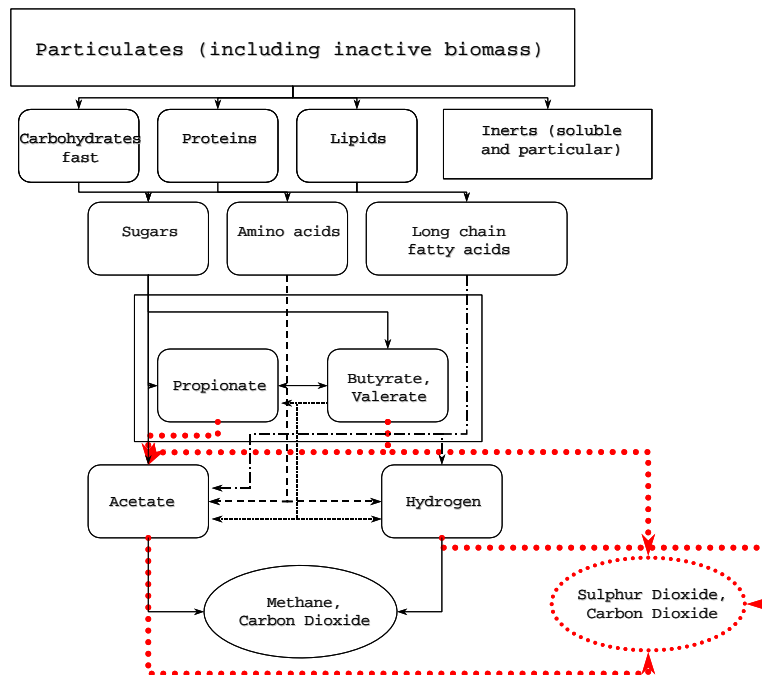 Particulates (including inactive biomass)
Carbohydrates
fast
Proteins
Lipids
Inerts (soluble
and particular)
Sugars
Amino acids
Long chain
fatty acids
Propionate
Butyrate,
Valerate
Acetate
Hydrogen
Methane,
Carbon Dioxide
Sulphur Dioxide,
Carbon Dioxide